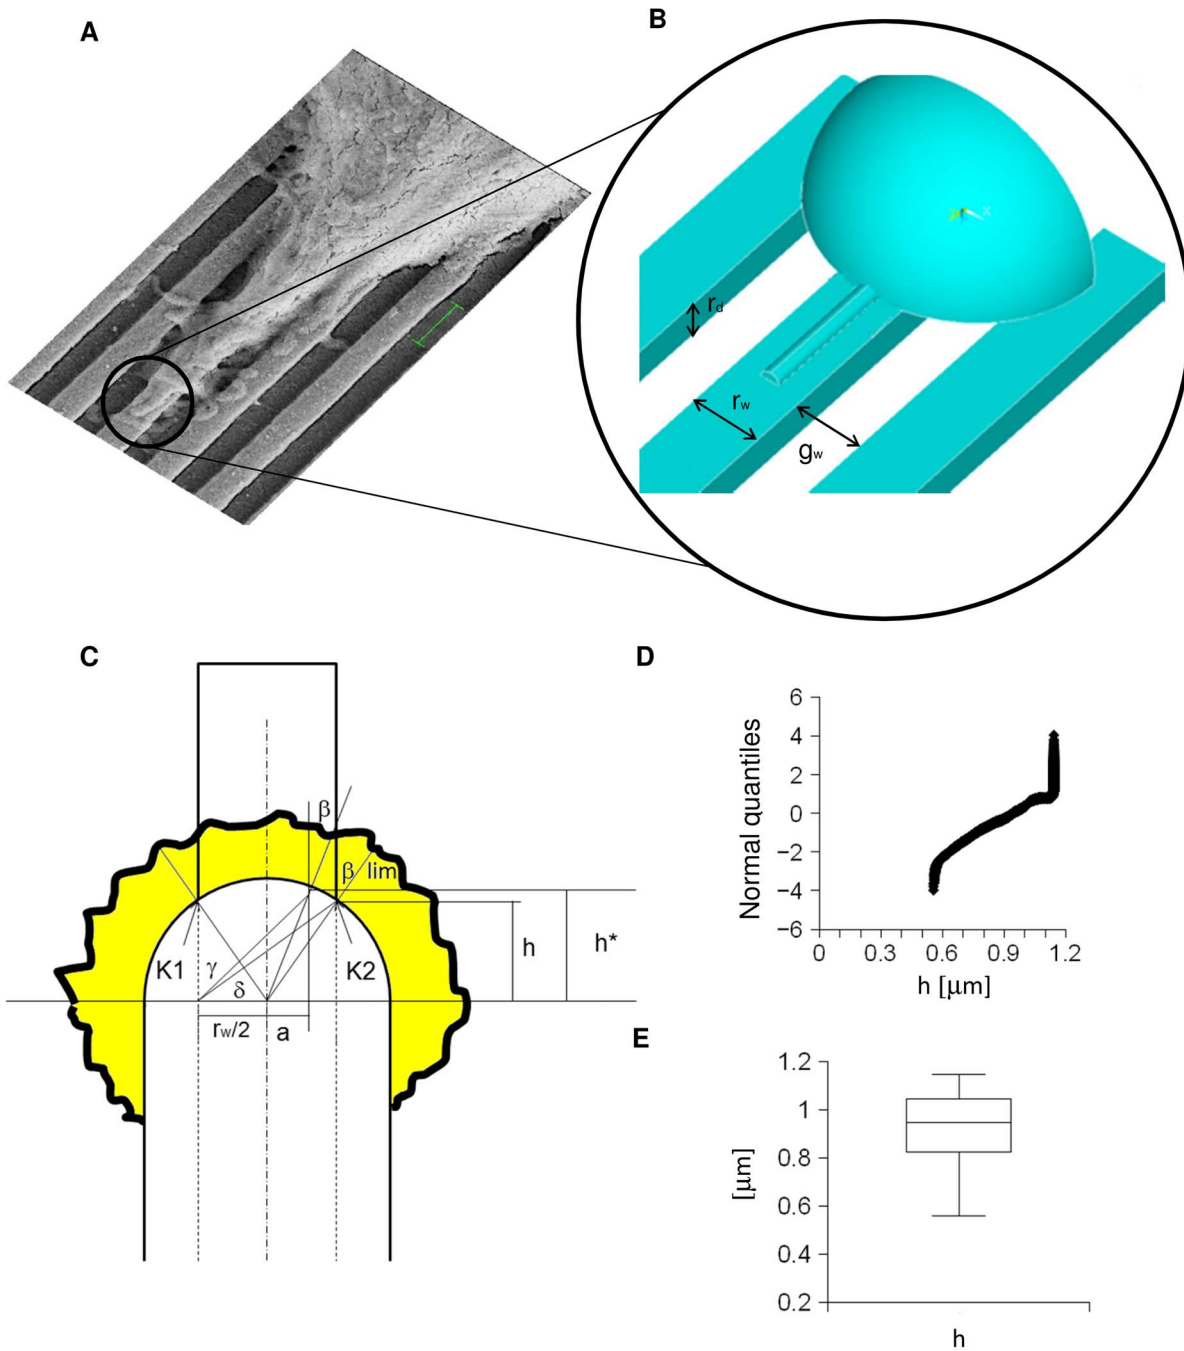 A
B
r_d
r_w
g_w
C
β
β lim
K1
γ
K2
h
h*
δ
r_w/2
a
D
6
4
2
0
−2
−4
−6
Normal quantiles
0 0.3 0.6 0.9 1.2
h [μm]
E
1.2
1
0.8
0.6
0.4
0.2
[μm]
h